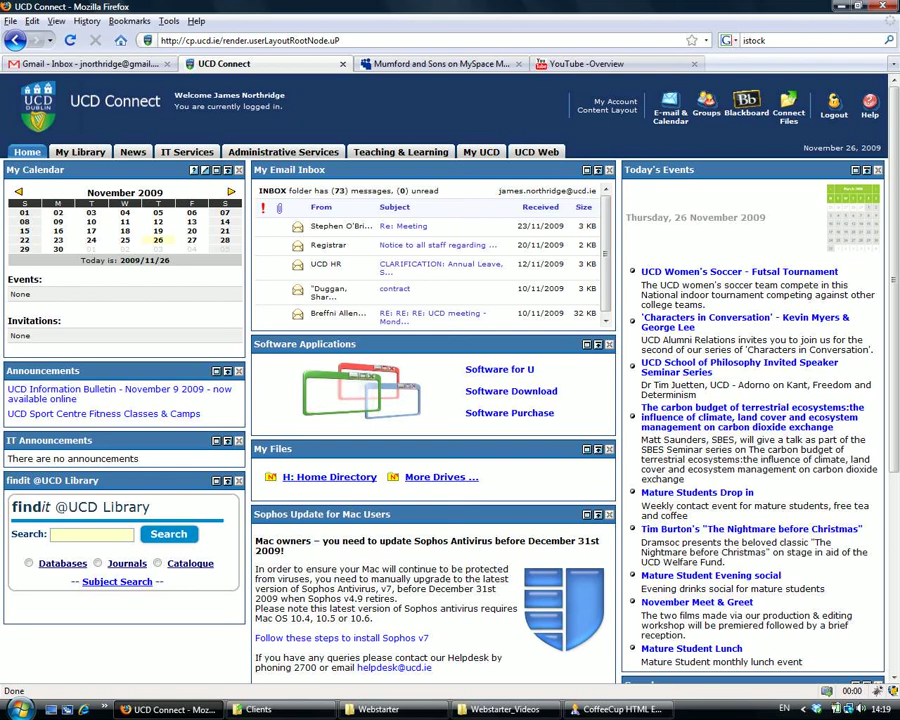 UCD Connect - Mozilla Firefox
File Edit View History Bookmarks Tools Help
http://cp.ucd.ie/render.userLayoutRootNode.uP
istock
Gmail - Inbox - jnorthridge@gmail....
UCD Connect
Mumford and Sons on MySpace M...
YouTube - Overview
UCD
DUBLIN
UCD Connect
Welcome James Northridge
You are currently logged in.
My Account
Content Layout
E-mail &
Calendar
Groups
Bb
Blackboard
Connect
Files
Logout
Help
Home My Library News IT Services Administrative Services Teaching & Learning My UCD UCD Web
November 26, 2009
My Calendar
November 2009
S M T W T F S
01 02 03 04 05 06 07
08 09 10 11 12 13 14
15 16 17 18 19 20 21
22 23 24 25 26 27 28
29 30 01 02 03 04 05
Today is: 2009/11/26
Events:
None
Invitations:
None
Announcements
UCD Information Bulletin - November 9 2009 - now
available online
UCD Sport Centre Fitness Classes & Camps
IT Announcements
There are no announcements
findit @UCD Library
findit @UCD Library
Search: Search
Databases Journals Catalogue
-- Subject Search --
My Email Inbox
INBOX folder has (73) messages, (0) unread james.northridge@ucd.ie
! From Subject Received Size
Stephen O'Bri... Re: Meeting 23/11/2009 3 KB
Registrar Notice to all staff regarding ... 20/11/2009 2 KB
UCD HR CLARIFICATION: Annual Leave, 12/11/2009 3 KB
S...
"Duggan, contract 10/11/2009 3 KB
Shar...
Breffni Allen... RE: RE: RE: UCD meeting - 10/11/2009 32 KB
Mond...
Software Applications
Software for U
Software Download
Software Purchase
My Files
H: Home Directory More Drives ...
Sophos Update for Mac Users
Mac owners – you need to update Sophos Antivirus before December 31st
2009!
In order to ensure your Mac will continue to be protected
from viruses, you need to manually upgrade to the latest
version of Sophos Antivirus, v7, before December 31st
2009 when Sophos v4.9 retires.
Please note this latest version of Sophos antivirus requires
Mac OS 10.4, 10.5 or 10.6.
Follow these steps to install Sophos v7
If you have any queries please contact our Helpdesk by
phoning 2700 or email helpdesk@ucd.ie
Today's Events
Thursday, 26 November 2009
UCD Women's Soccer - Futsal Tournament
The UCD women's soccer team compete in this
National indoor tournament competing against other
college teams.
'Characters in Conversation' - Kevin Myers &
George Lee
UCD Alumni Relations invites you to join us for the
second of our series 'Characters in Conversation'.
UCD School of Philosophy Invited Speaker
Seminar Series
Dr Tim Juetten, UCD - Adorno on Kant, Freedom and
Determinism
The carbon budget of terrestrial ecosystems:the
influence of climate, land cover and ecosystem
management on carbon dioxide exchange
Matt Saunders, SBES, will give a talk as part of the
SBES Seminar series on The carbon budget of
terrestrial ecosystems:the influence of climate, land
cover and ecosystem management on carbon dioxide
exchange
Mature Students Drop in
Weekly contact event for mature students, free tea
and coffee
Tim Burton's "The Nightmare before Christmas"
Dramsoc presents the beloved classic "The
Nightmare before Christmas" on stage in aid of the
UCD Welfare Fund.
Mature Student Evening social
Evening drinks social for mature students
November Meet & Greet
The two films made via our production & editing
workshop will be premiered followed by a brief
reception.
Mature Student Lunch
Mature Student monthly lunch event
Done
00:00
UCD Connect - Moz...
Clients
Webstarter
Webstarter_Videos
CoffeeCup HTML E...
EN
14:19